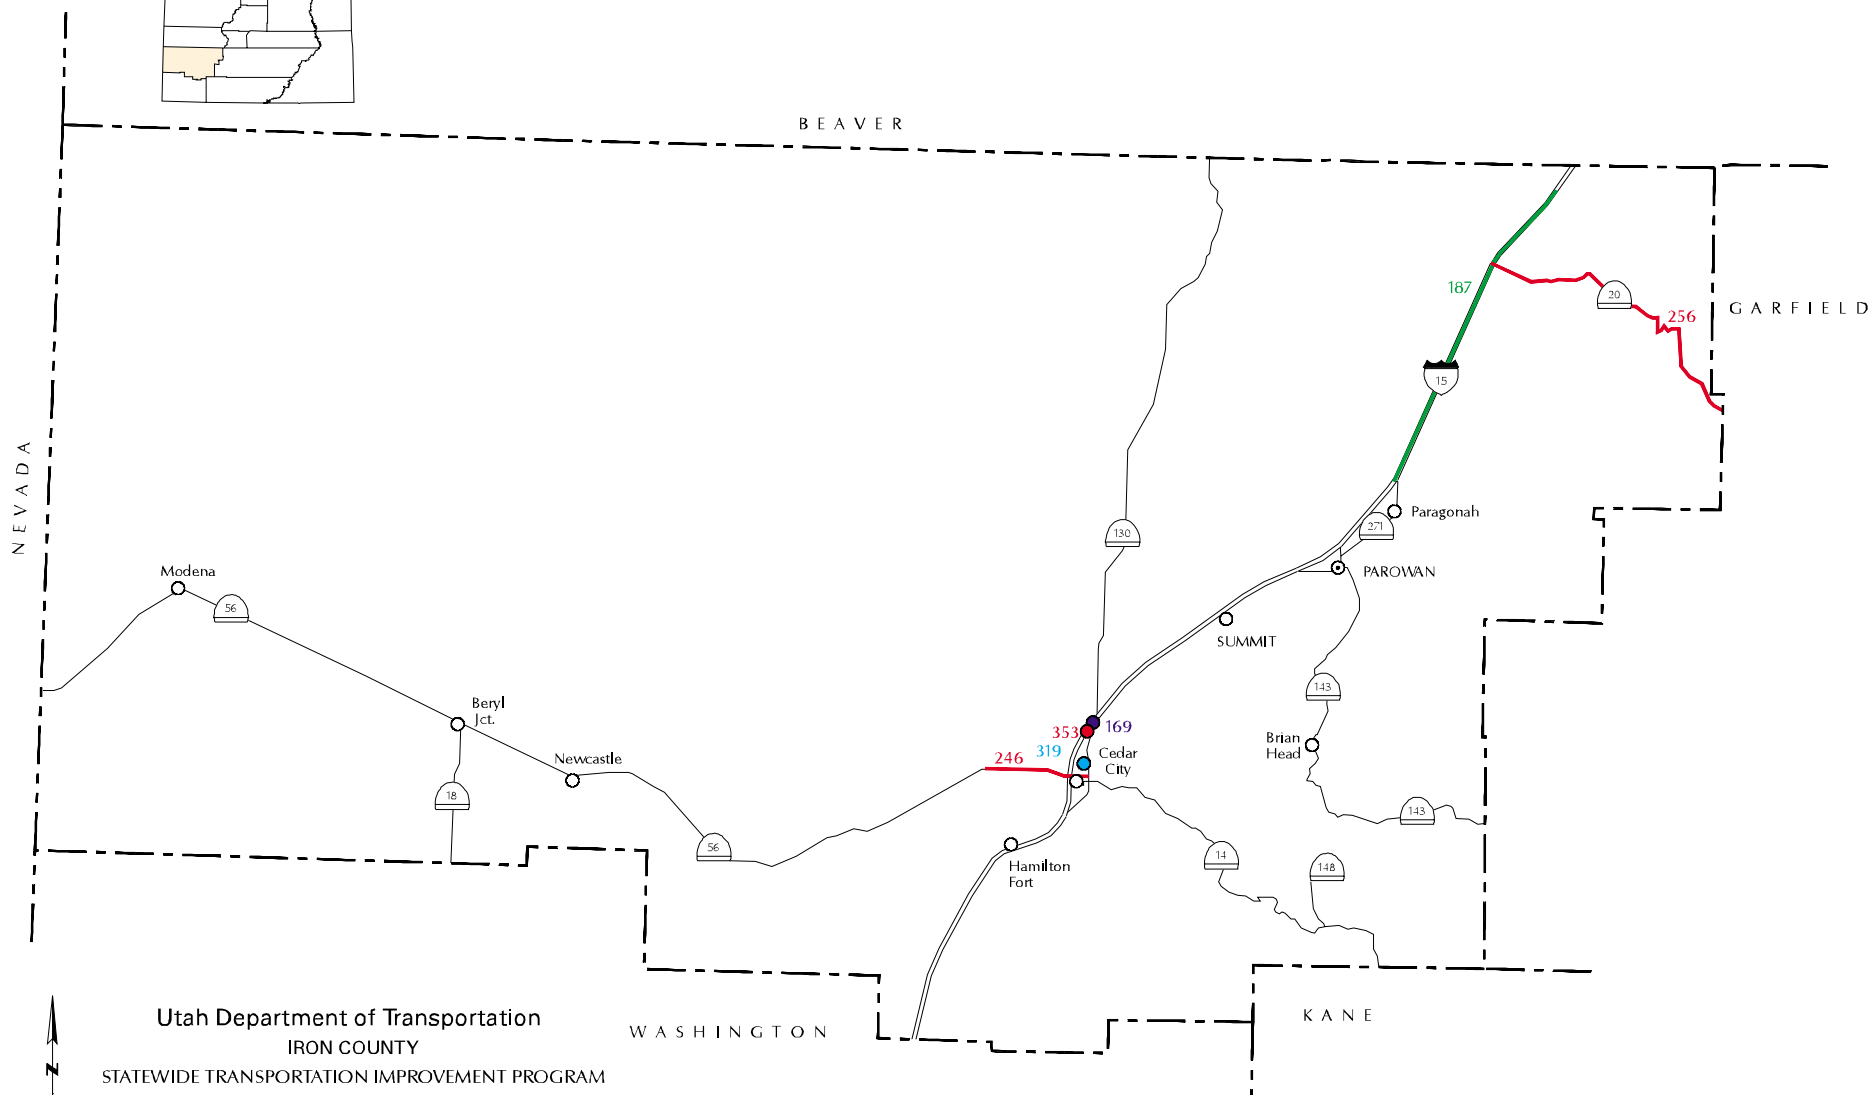 BEAVER
NEVADA
GARFIELD
187
20
256
15
Paragonah
271
130
PAROWAN
Modena
56
SUMMIT
143
Beryl
Jct.
169
353
319
Cedar
City
Brian
Head
Newcastle
246
18
143
56
14
148
Hamilton
Fort
Utah Department of Transportation
IRON COUNTY
STATEWIDE TRANSPORTATION IMPROVEMENT PROGRAM
WASHINGTON
KANE
N